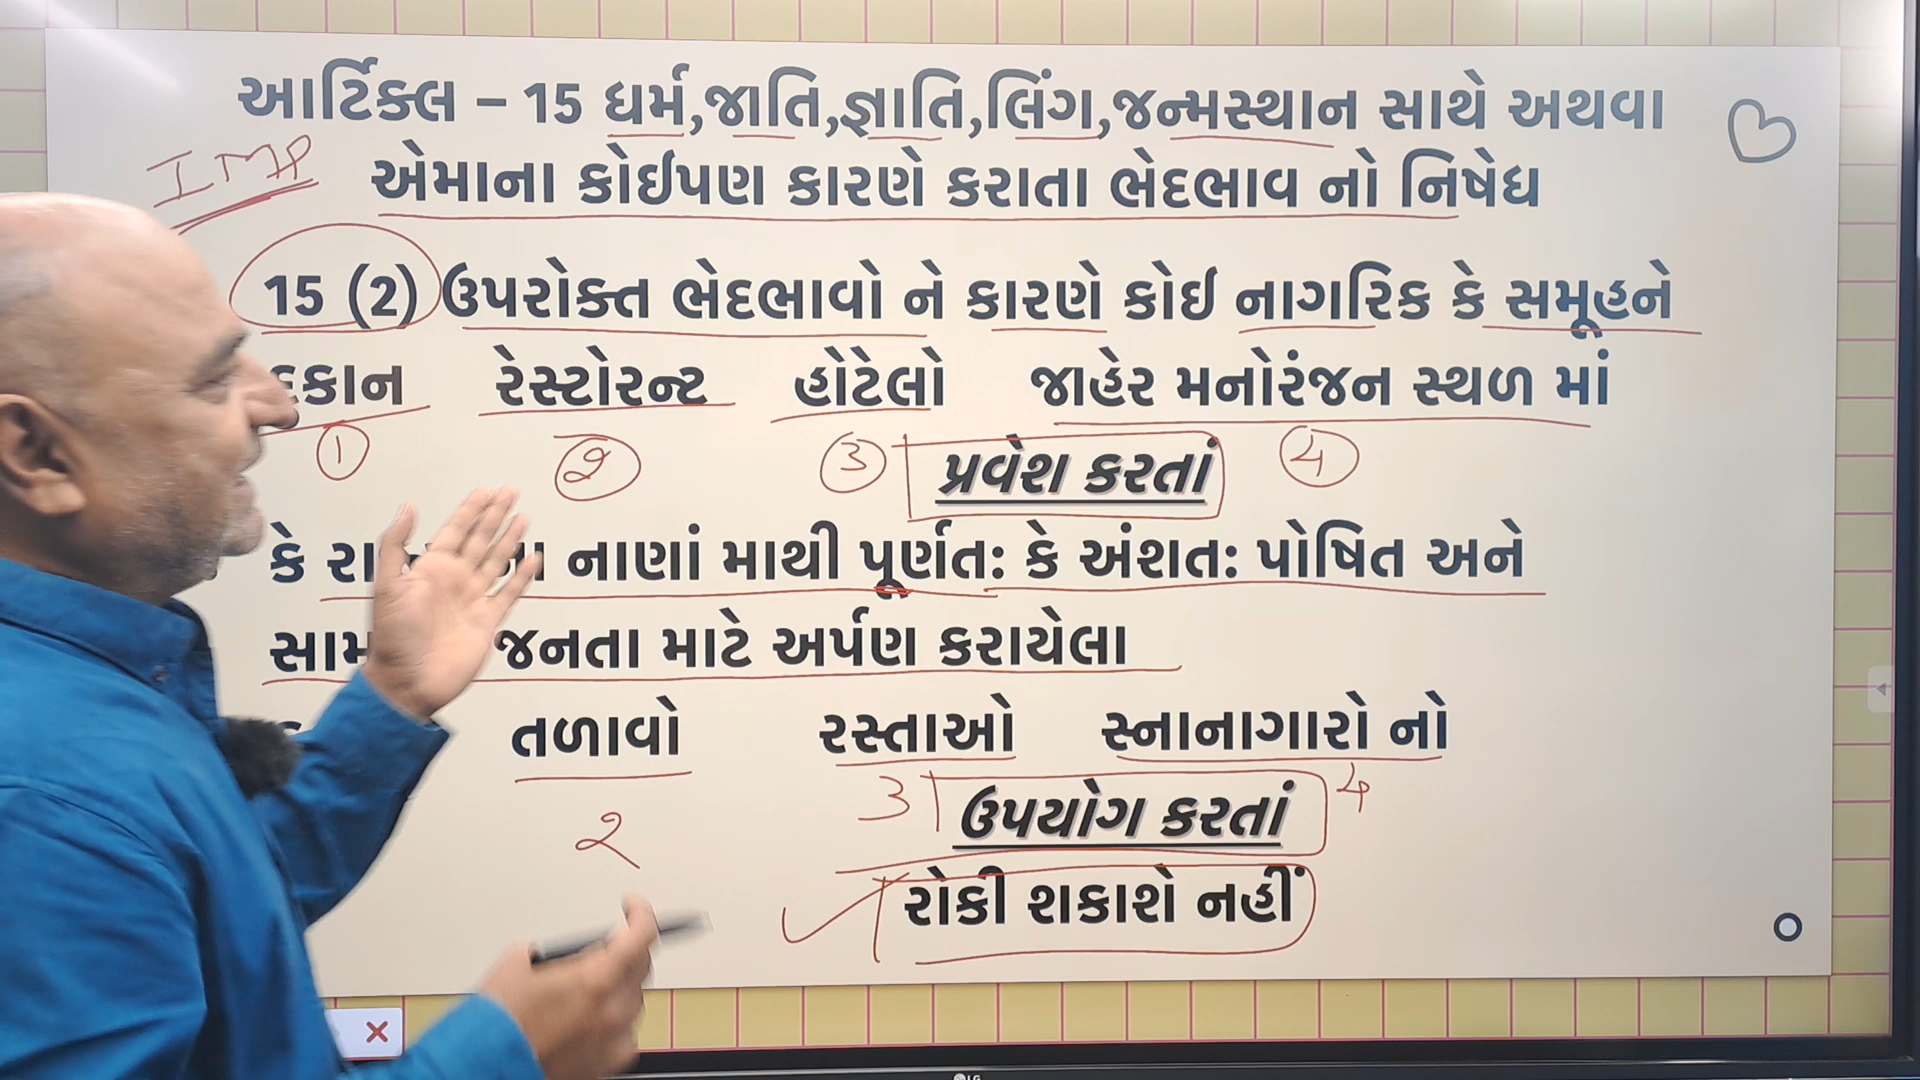 આર્ટિકલ – 15 ધર્મ,જાતિ,જ્ઞાતિ,લિંગ,જન્મસ્થાન સાથે અથવા
IMP
એમાના કોઈપણ કારણે કરાતા ભેદભાવ નો નિષેધ
15 (2) ઉપરોક્ત ભેદભાવો ને કારણે કોઈ નાગરિક કે સમૂહને
રેસ્ટોરન્ટ હોટેલો જાહેર મનોરંજન સ્થળ માં
1 2 3 પ્રવેશ કરતાં 4
કે નાણાં માથી પૂર્ણત: કે અંશત: પોષિત અને
જનતા માટે અર્પણ કરાયેલા
તળાવો રસ્તાઓ સ્નાનાગારો નો
૨ 3 ઉપયોગ કરતાં 4
રોકી શકાશે નહીં
LG